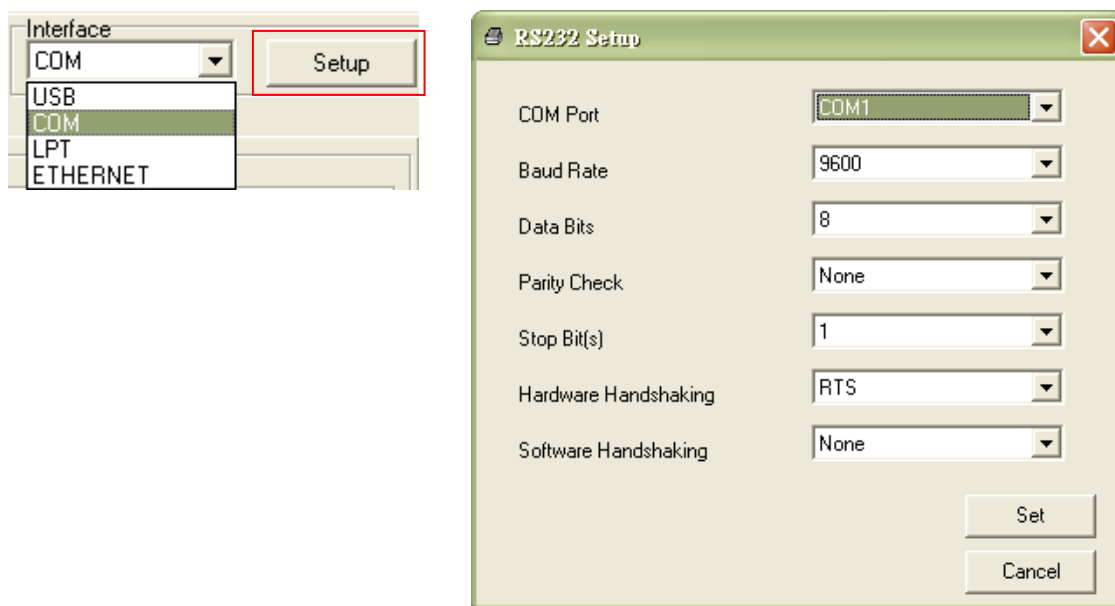 Interface
COM
Setup
USB
COM
LPT
ETHERNET
RS232 Setup
COM Port COM1
Baud Rate 9600
Data Bits 8
Parity Check None
Stop Bit(s) 1
Hardware Handshaking RTS
Software Handshaking None
Set
Cancel